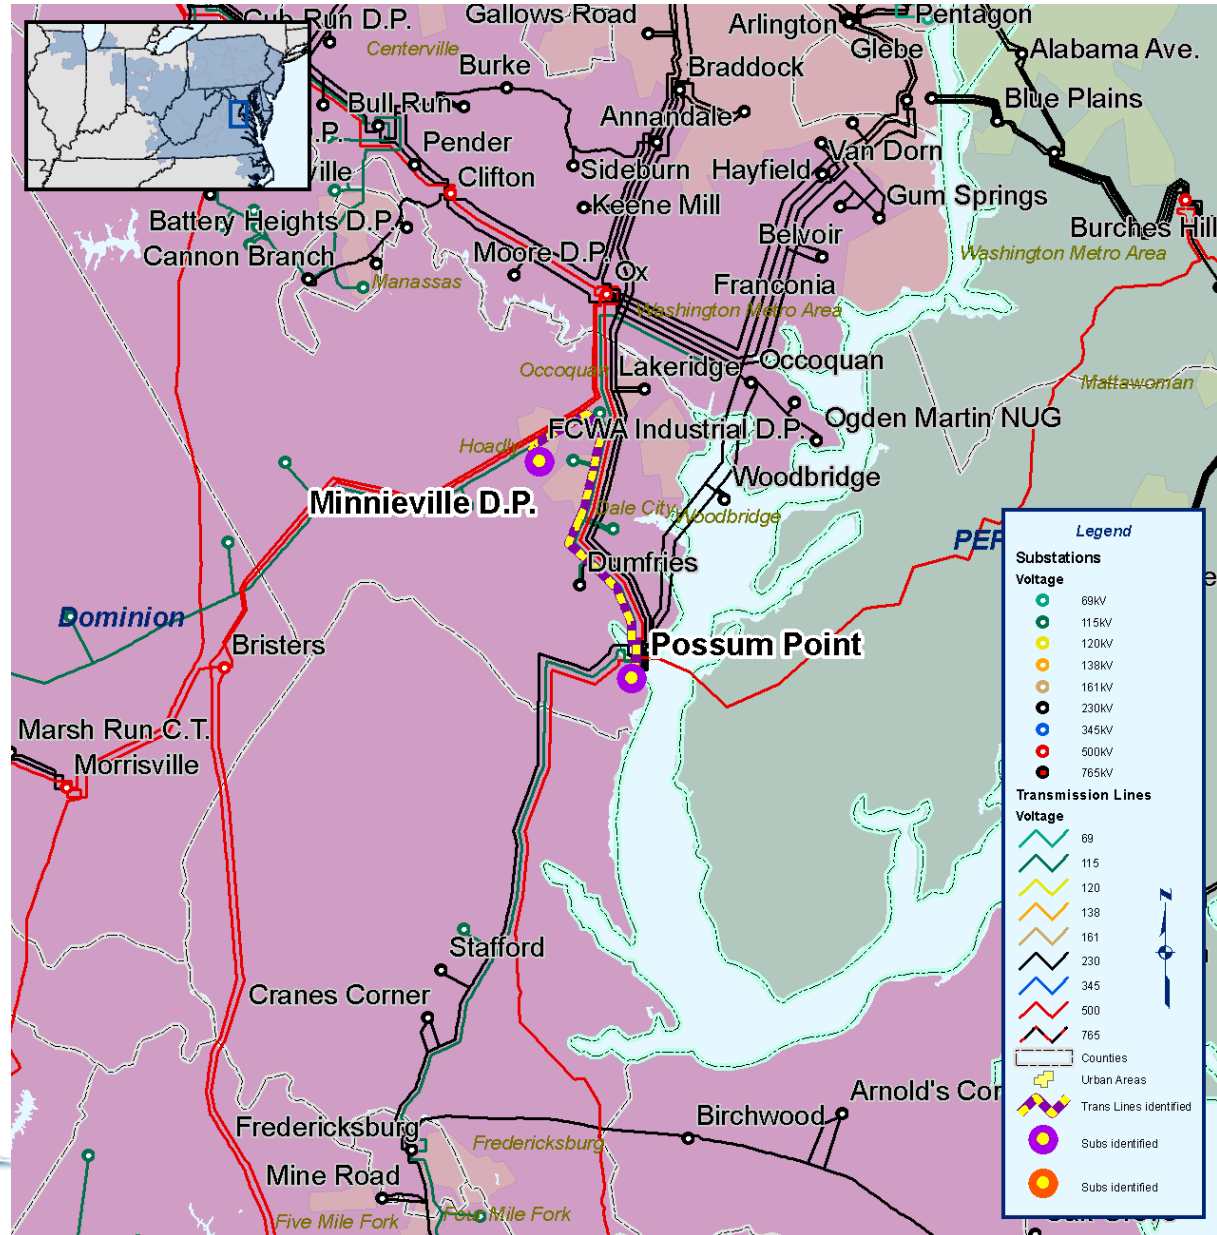 Cub Run D.P.
Gallows Road
Arlington
Pentagon
Centerville
Glebe
Alabama Ave.
Burke
Braddock
Bull Run
Blue Plains
Annandale
D.P.
Pender
Van Dorn
ville
Clifton
Sideburn
Hayfield
Gum Springs
Keene Mill
Battery Heights D.P.
Belvoir
Burches Hill
Cannon Branch
Moore D.P.
Ox
Washington Metro Area
Manassas
Franconia
Washington Metro Area
Occoquan
Lakeridge
Occoquan
Mattawoman
Ogden Martin NUG
FCWA Industrial D.P.
Hoadly
Woodbridge
Minnieville D.P.
Dale City
Woodbridge
PEP
Dumfries
Dominion
Bristers
Possum Point
Marsh Run C.T.
Morrisville
Stafford
Cranes Corner
Arnold's Cor
Birchwood
Fredericksburg
Fredericksburg
Mine Road
Five Mile Fork
Four Mile Fork
Legend
Substations
Voltage
69kV
115kV
120kV
138kV
161kV
230kV
345kV
500kV
765kV
Transmission Lines
Voltage
69
115
120
138
161
230
345
500
765
Counties
Urban Areas
Trans Lines identified
Subs identified
Subs identified
N